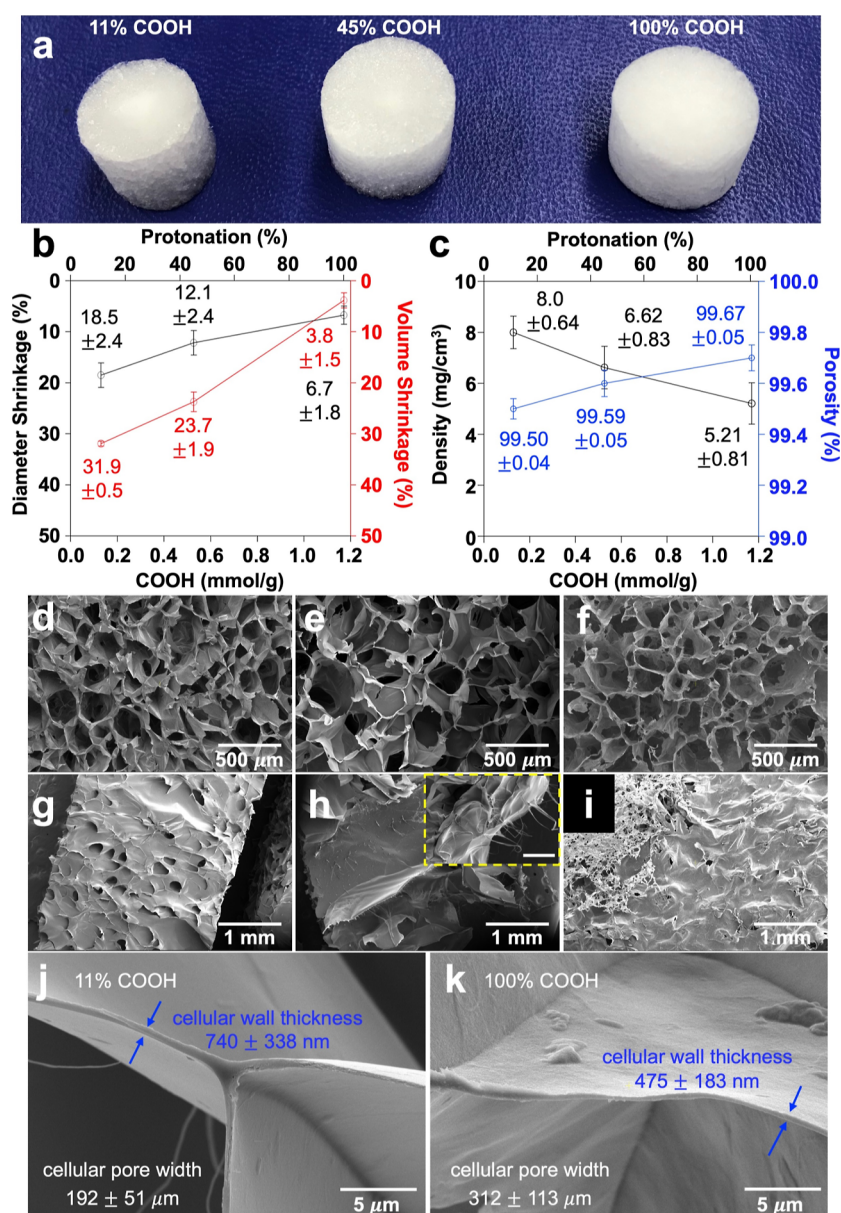 a
11% COOH
45% COOH
100% COOH
b
Protonation (%)
0 20 40 60 80 100
Diameter Shrinkage (%)
0
10
20
30
40
50
Volume Shrinkage (%)
0
10
20
30
40
50
18.5
±2.4
12.1
±2.4
3.8
±1.5
6.7
±1.8
31.9
±0.5
23.7
±1.9
0.0 0.2 0.4 0.6 0.8 1.0 1.2
COOH (mmol/g)
c
Protonation (%)
0 20 40 60 80 100
Density (mg/cm³)
10
8
6
4
2
0
Porosity (%)
100.0
99.8
99.6
99.4
99.2
99.0
8.0
±0.64
6.62
±0.83
99.67
±0.05
99.50
±0.04
99.59
±0.05
5.21
±0.81
0.0 0.2 0.4 0.6 0.8 1.0 1.2
COOH (mmol/g)
d
500 μm
e
500 μm
f
500 μm
g
1 mm
h
1 mm
i
1 mm
j
11% COOH
cellular wall thickness
740 ± 338 nm
cellular pore width
192 ± 51 μm
5 μm
k
100% COOH
cellular wall thickness
475 ± 183 nm
cellular pore width
312 ± 113 μm
5 μm